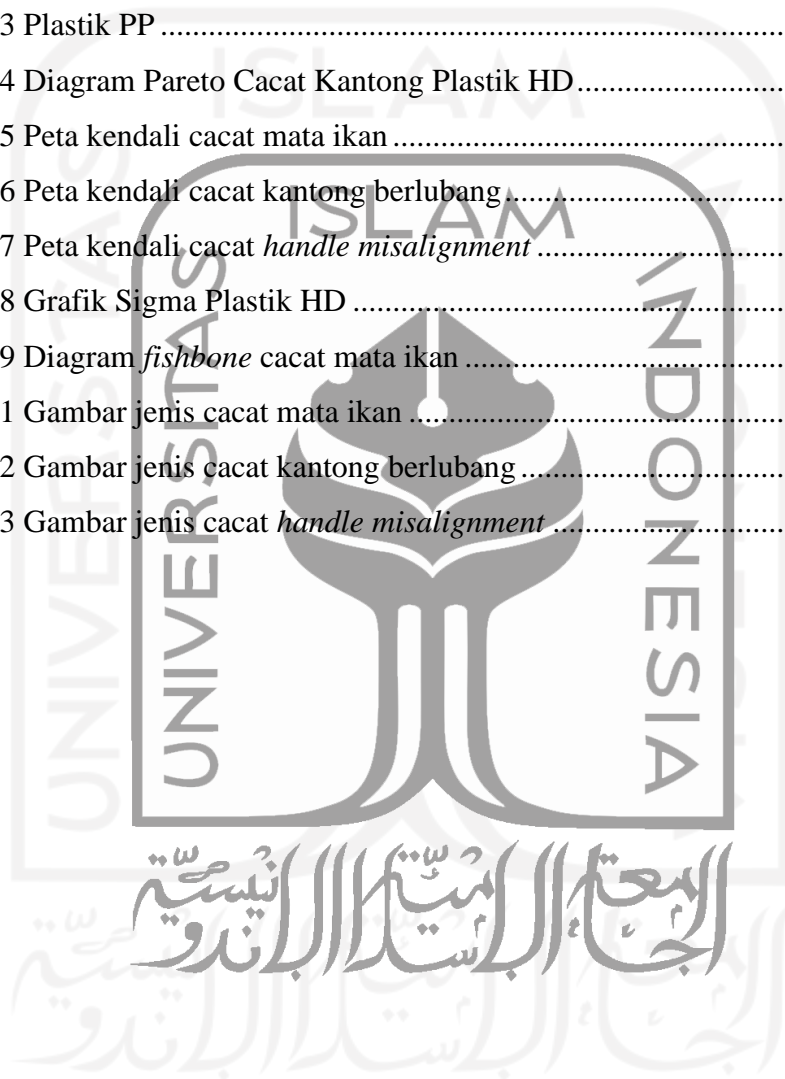 3 Plastik PP ........................................................................
4 Diagram Pareto Cacat Kantong Plastik HD ..........................
5 Peta kendali cacat mata ikan ................................................
6 Peta kendali cacat kantong berlubang ...................................
7 Peta kendali cacat handle misalignment ...............................
8 Grafik Sigma Plastik HD .....................................................
9 Diagram fishbone cacat mata ikan ........................................
1 Gambar jenis cacat mata ikan ..............................................
2 Gambar jenis cacat kantong berlubang .................................
3 Gambar jenis cacat handle misalignment .............................
ISLAM
UNIVERSITAS
INDONESIA
الجامعة الإسلامية الإندونيسية